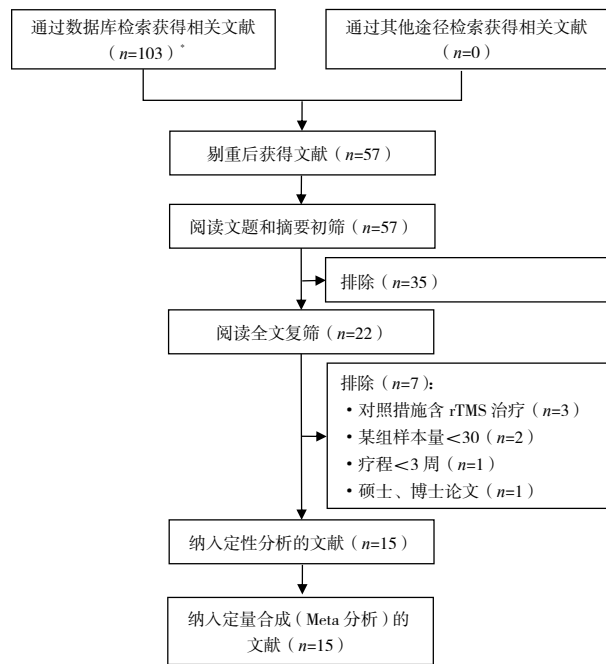 通过数据库检索获得相关文献
（n=103）*
通过其他途径检索获得相关文献
（n=0）
剔重后获得文献（n=57）
阅读文题和摘要初筛（n=57）
排除（n=35）
阅读全文复筛（n=22）
排除（n=7）：
・对照措施含 rTMS 治疗（n=3）
・某组样本量＜30（n=2）
・疗程＜3 周（n=1）
・硕士、博士论文（n=1）
纳入定性分析的文献（n=15）
纳入定量合成（Meta 分析）的
文献（n=15）